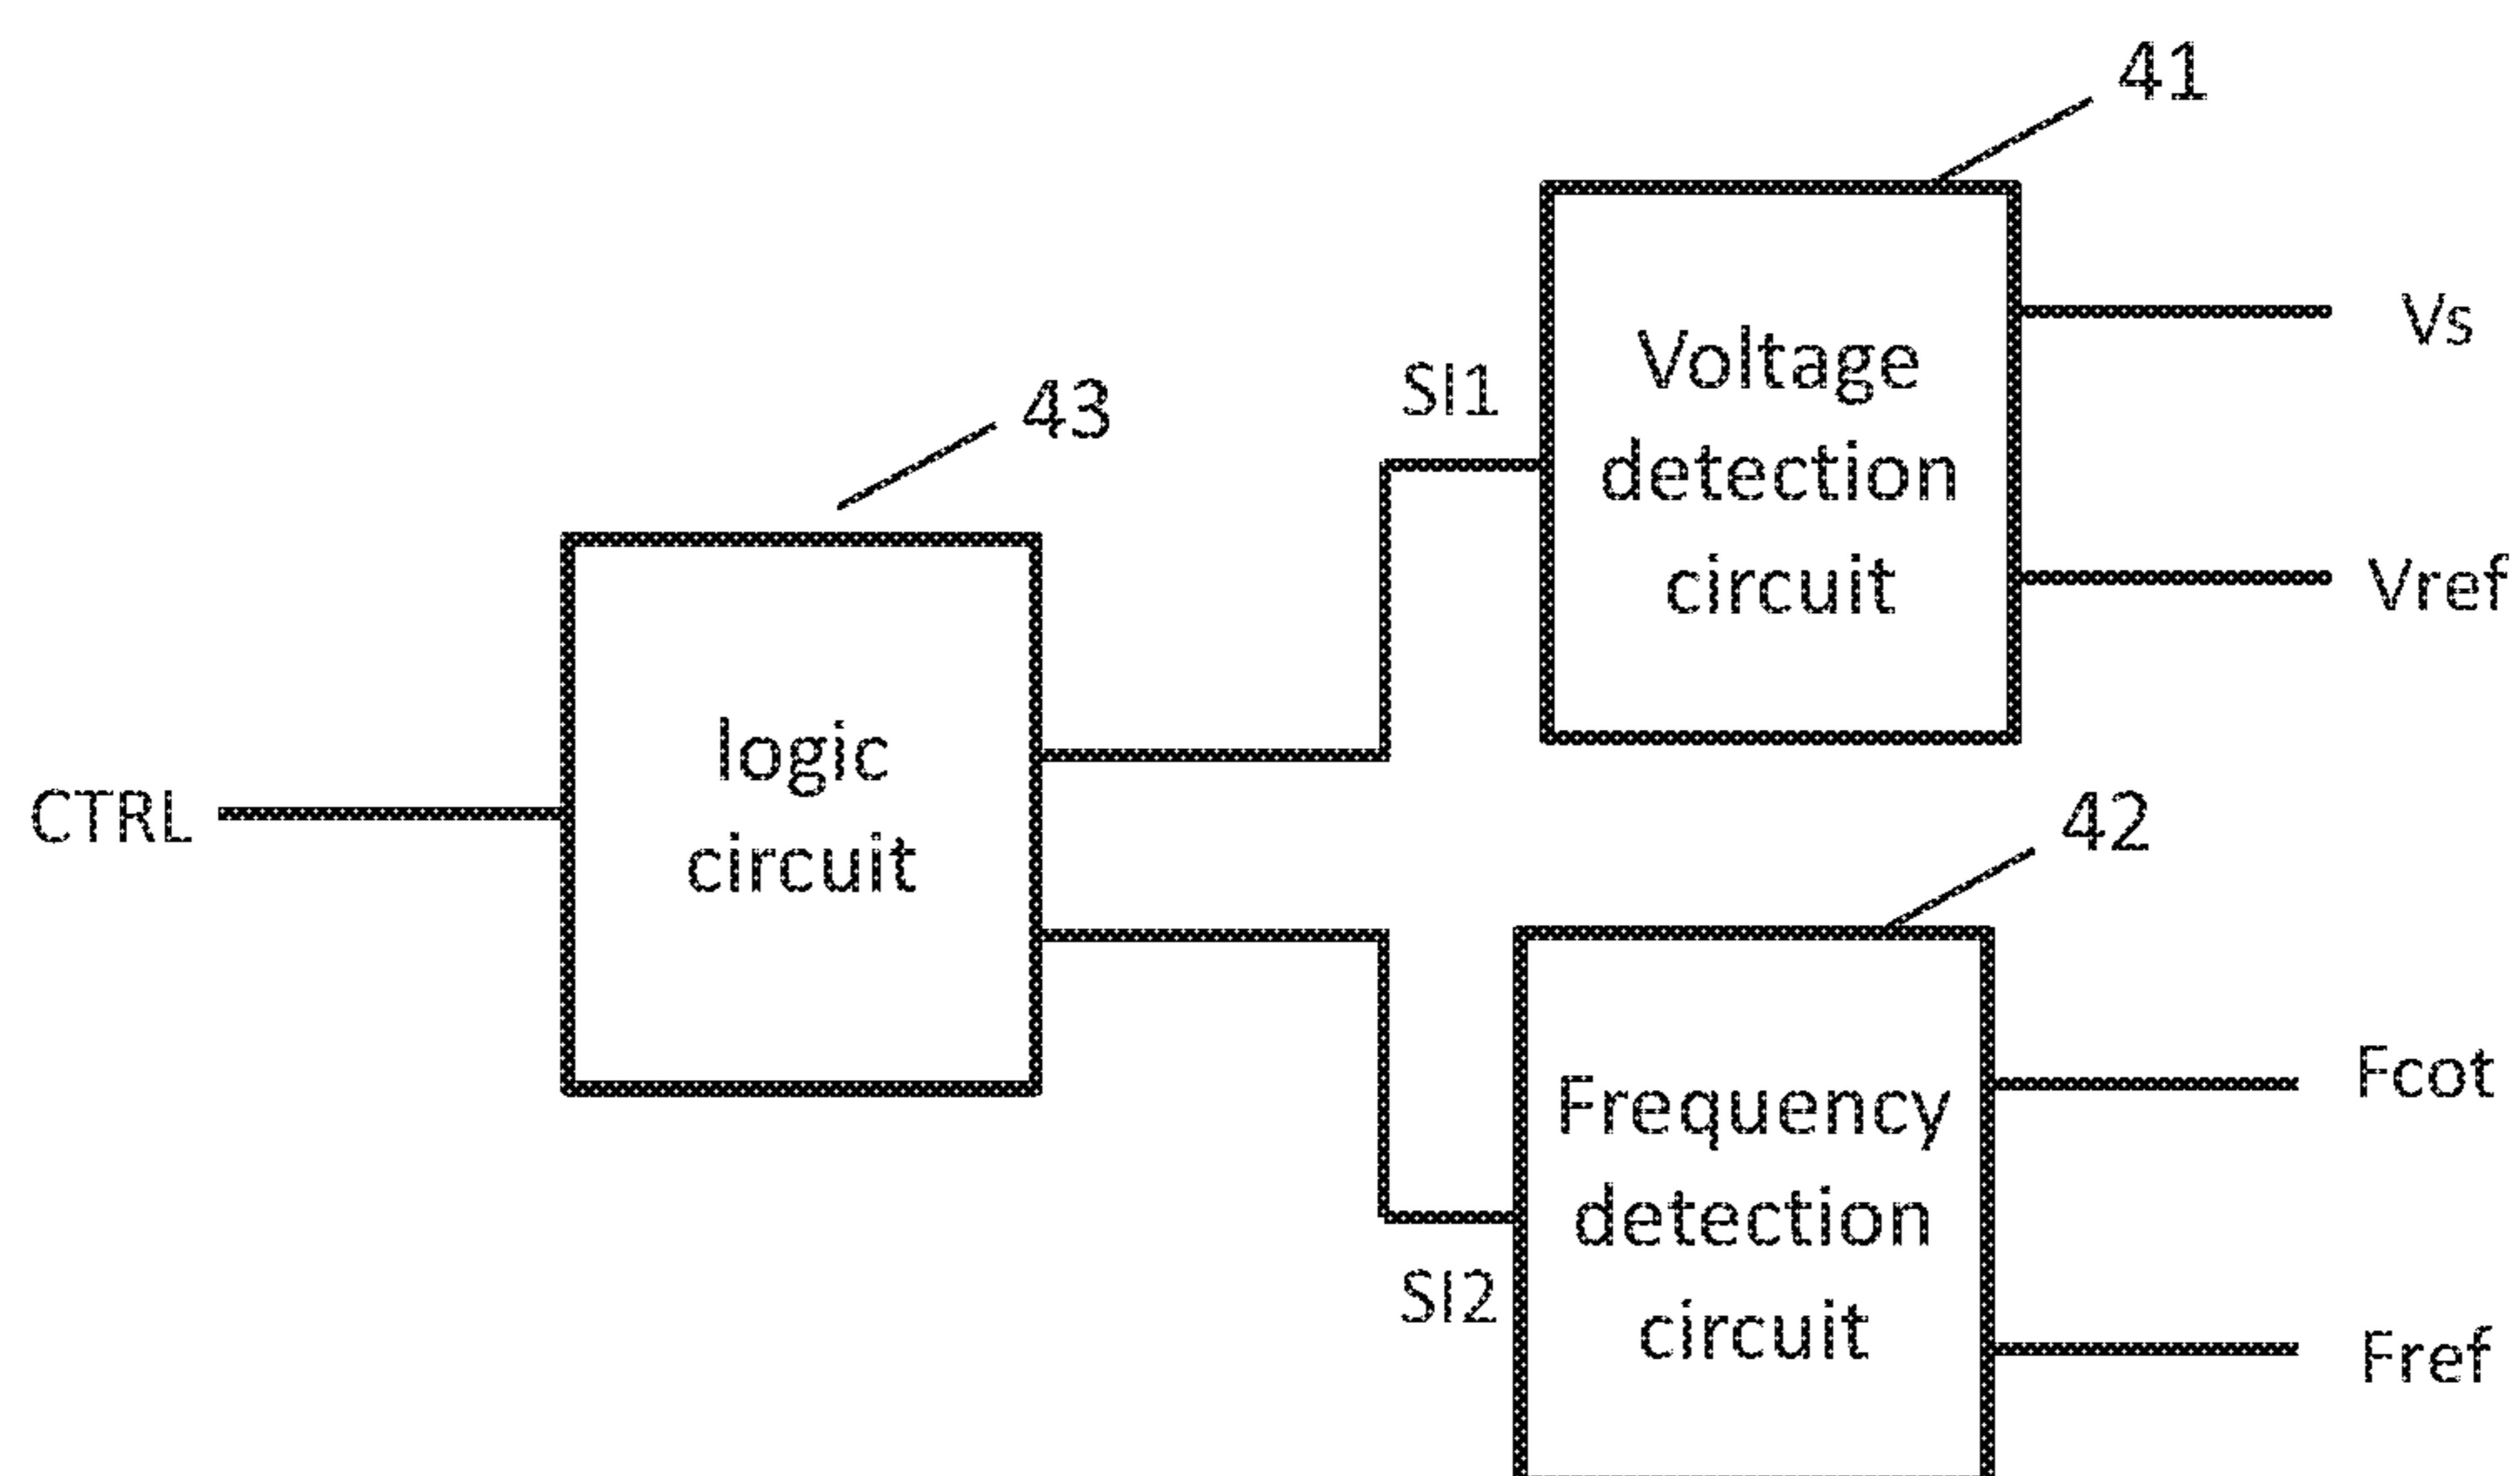 41
Vs
Voltage
detection
circuit
SI1
43
Vref
logic
circuit
CTRL
42
Fcot
Frequency
detection
circuit
SI2
Fref